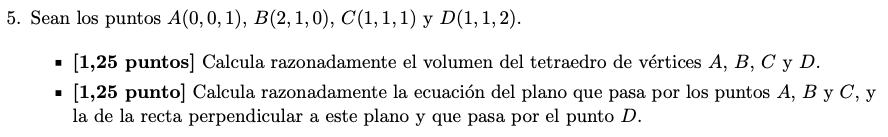 5. Sean los puntos A(0, 0, 1), B(2, 1, 0), C(1, 1, 1) y D(1, 1, 2).
▪ [1,25 puntos] Calcula razonadamente el volumen del tetraedro de vértices A, B, C y D.
▪ [1,25 punto] Calcula razonadamente la ecuación del plano que pasa por los puntos A, B y C, y
la de la recta perpendicular a este plano y que pasa por el punto D.